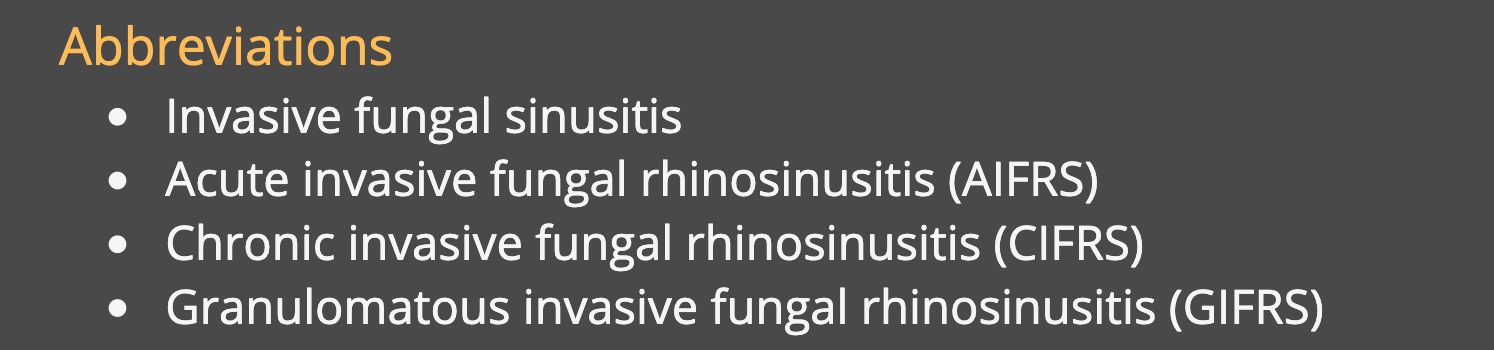 Abbreviations
• Invasive fungal sinusitis
• Acute invasive fungal rhinosinusitis (AIFRS)
• Chronic invasive fungal rhinosinusitis (CIFRS)
• Granulomatous invasive fungal rhinosinusitis (GIFRS)